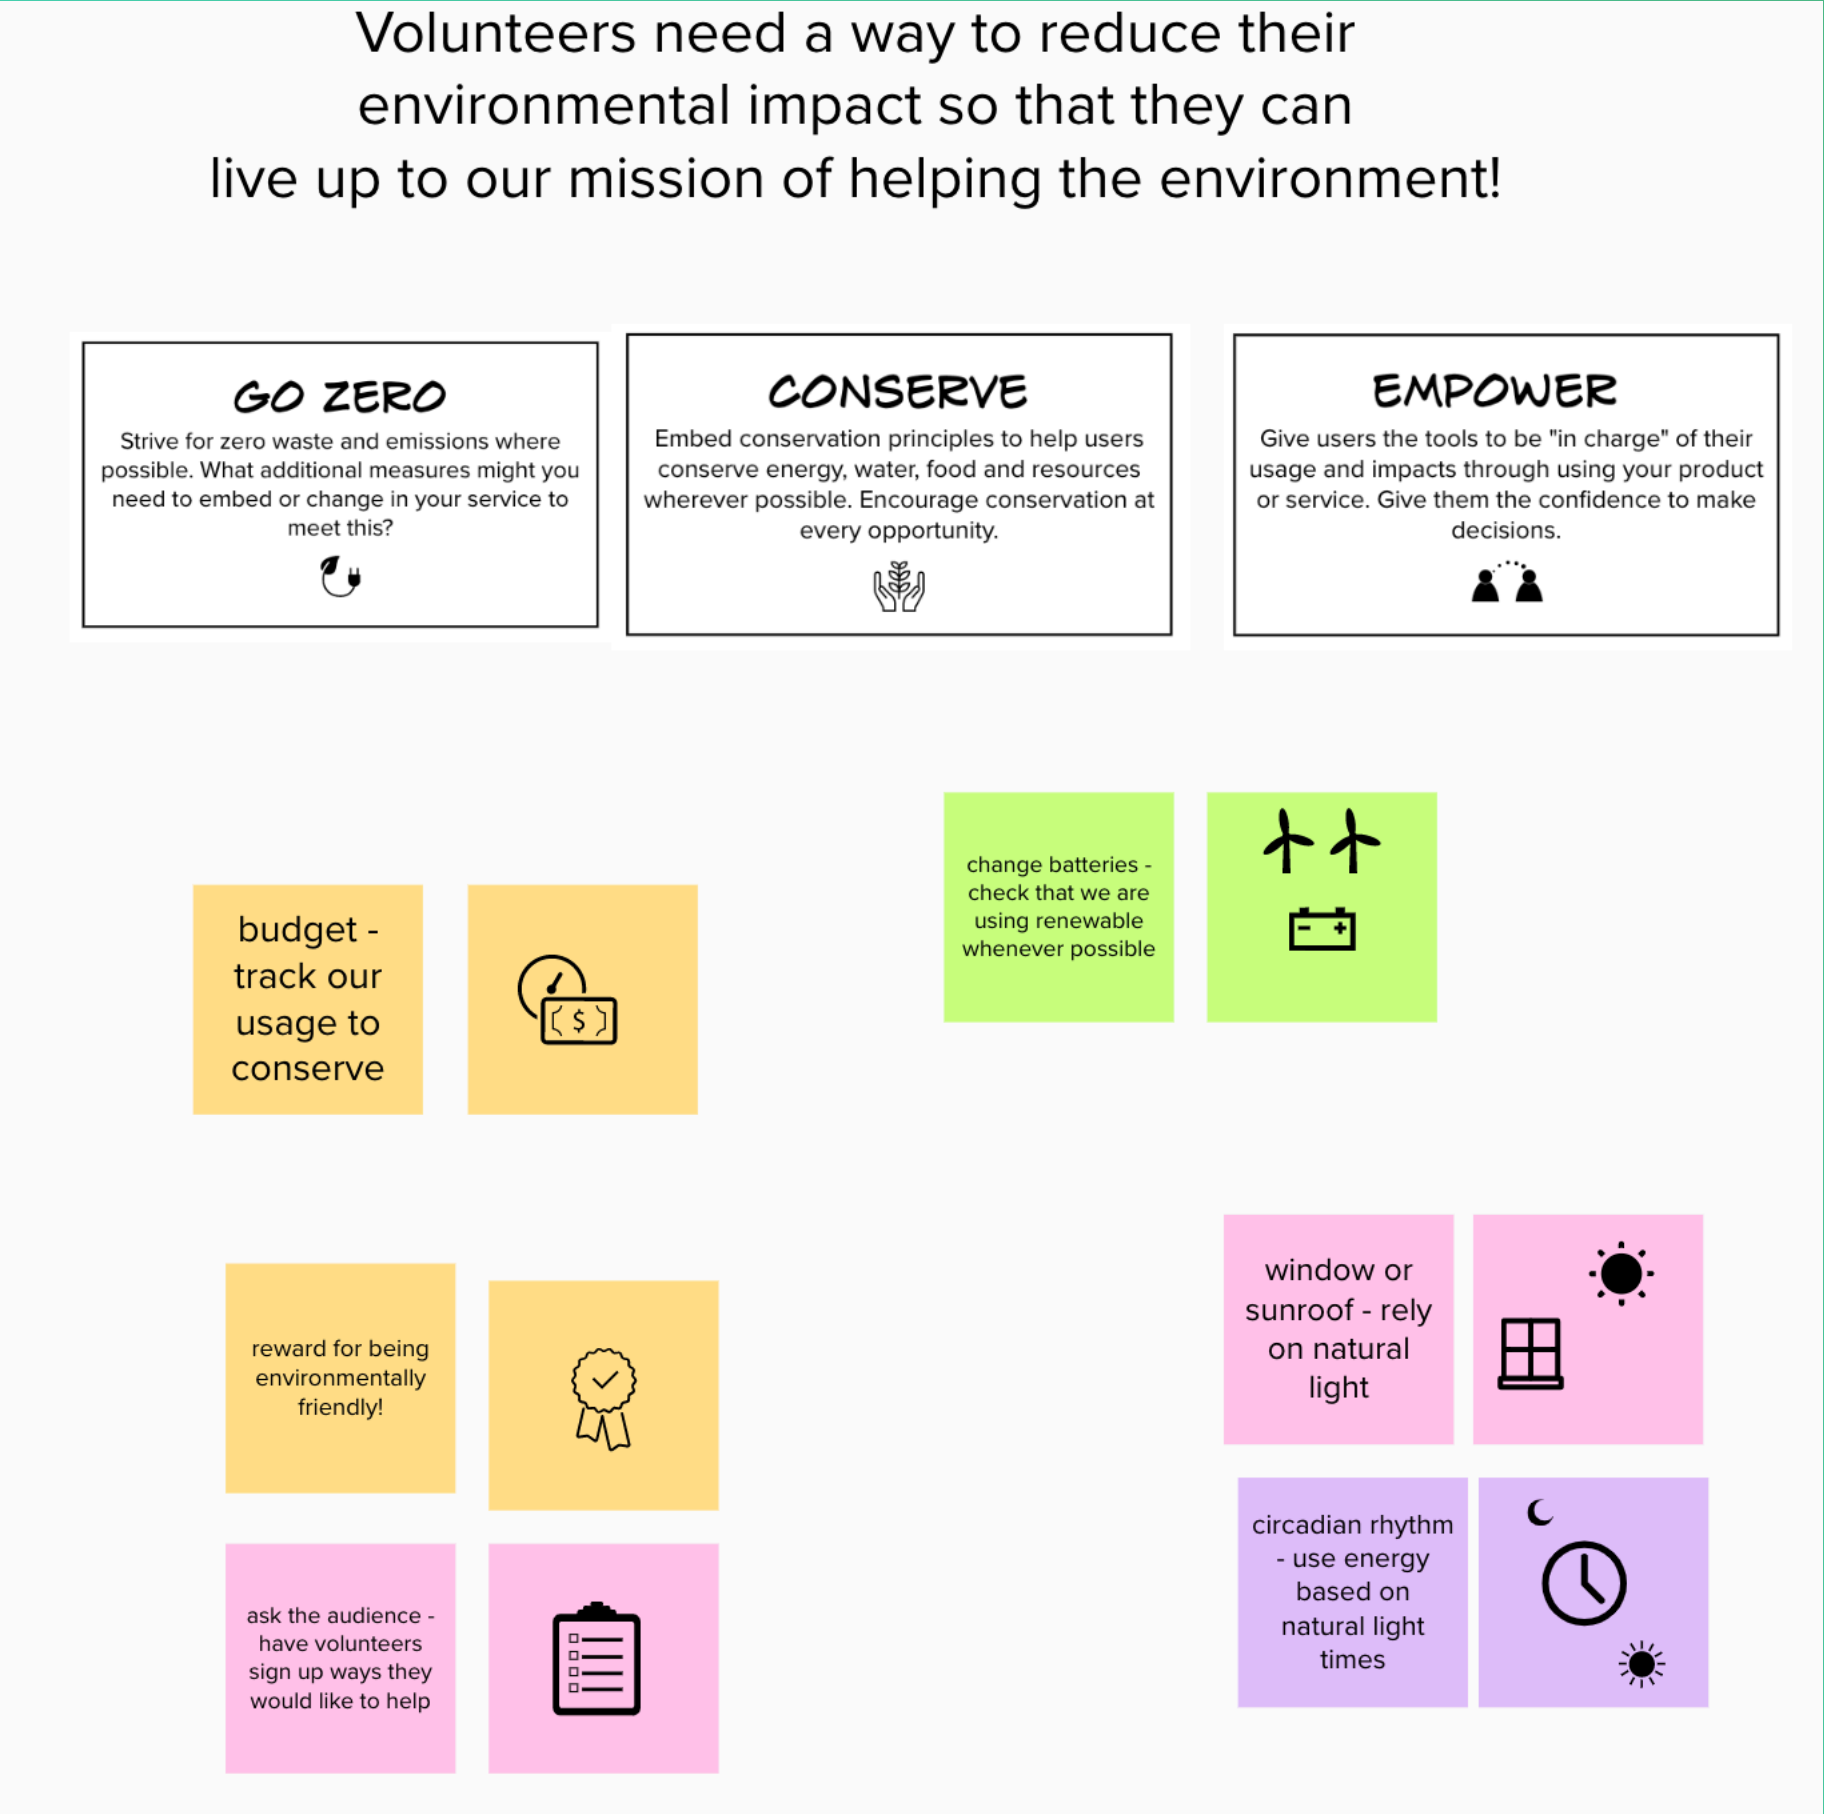 Volunteers need a way to reduce their
environmental impact so that they can
live up to our mission of helping the environment!
GO ZERO
Strive for zero waste and emissions where
possible. What additional measures might you
need to embed or change in your service to
meet this?
CONSERVE
Embed conservation principles to help users
conserve energy, water, food and resources
wherever possible. Encourage conservation at
every opportunity.
EMPOWER
Give users the tools to be "in charge" of their
usage and impacts through using your product
or service. Give them the confidence to make
decisions.
change batteries -
check that we are
using renewable
whenever possible
budget -
track our
usage to
conserve
$
window or
sunroof - rely
on natural
light
reward for being
environmentally
friendly!
circadian rhythm
- use energy
based on
natural light
times
ask the audience -
have volunteers
sign up ways they
would like to help